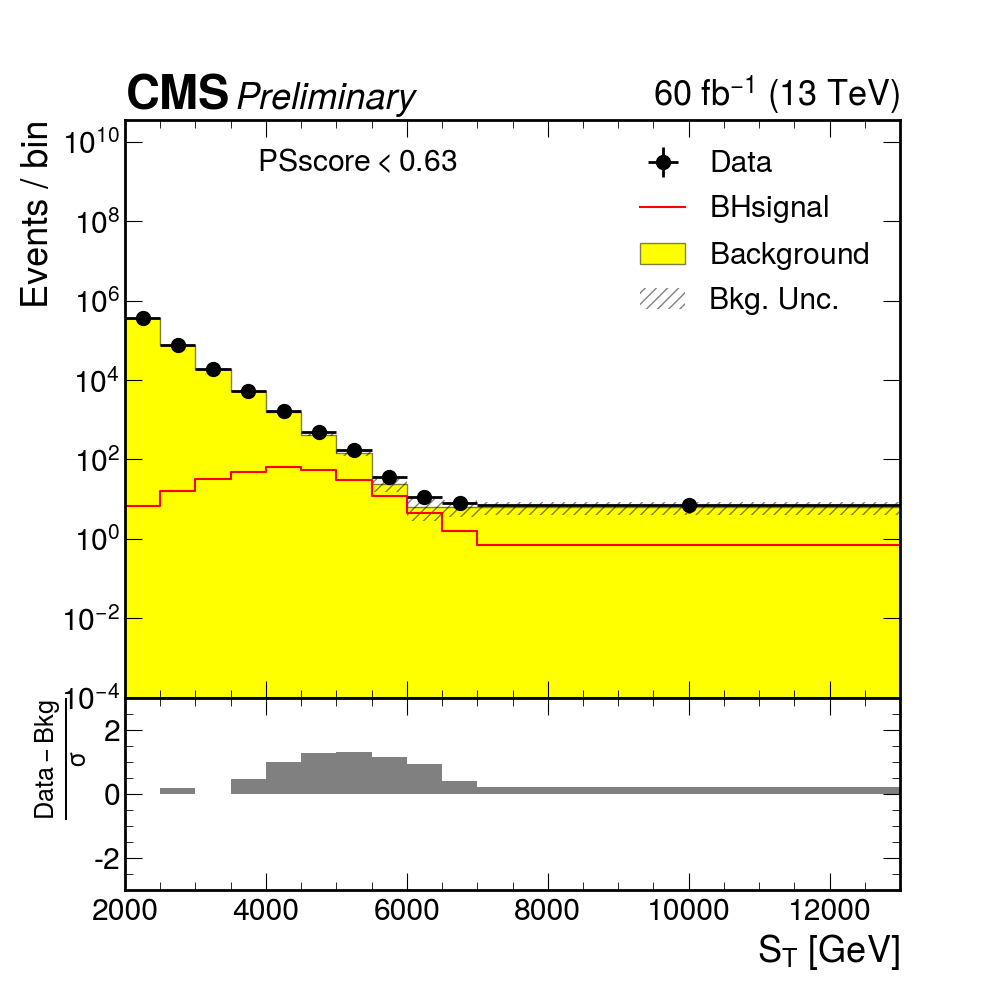 CMS Preliminary
60 fb⁻¹ (13 TeV)
Events / bin
PSscore < 0.63
Data
BHsignal
Background
Bkg. Unc.
10¹⁰
10⁸
10⁶
10⁴
10²
10⁰
10⁻²
10⁻⁴
Data – Bkg
σ
2
0
-2
2000 4000 6000 8000 10000 12000
S_T [GeV]